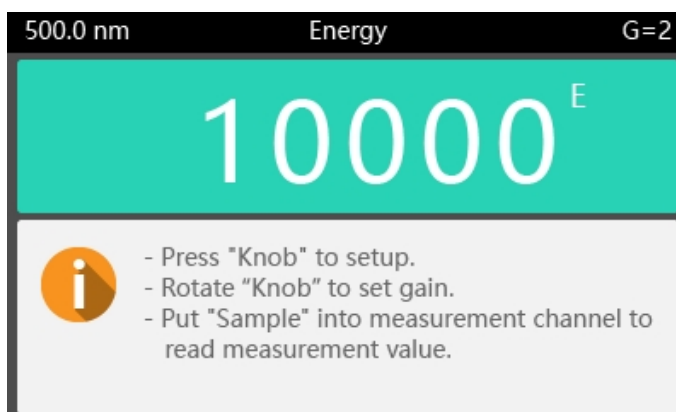 500.0 nm Energy G=2
10000 E
- Press "Knob" to setup.
- Rotate “Knob” to set gain.
- Put "Sample" into measurement channel to
read measurement value.